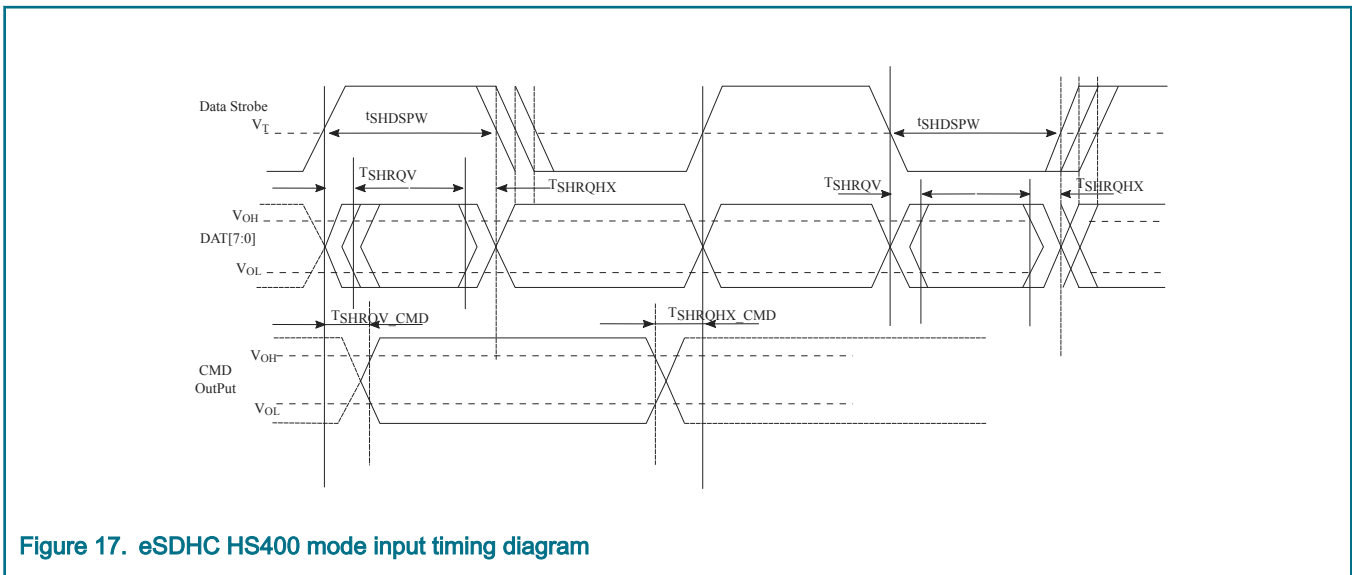 Data Strobe
VT
tSHDSPW
tSHDSPW
TSHRQV
TSHRQHX
TSHRQV
TSHRQHX
VOH
DAT[7:0]
VOL
TSHRQV_CMD
TSHRQHX_CMD
VOH
CMD
OutPut
VOL
Figure 17. eSDHC HS400 mode input timing diagram